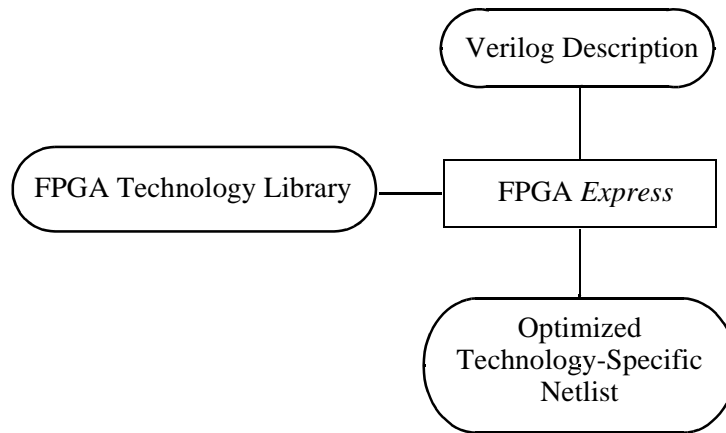 Verilog Description
FPGA Technology Library
FPGA Express
Optimized
Technology-Specific
Netlist